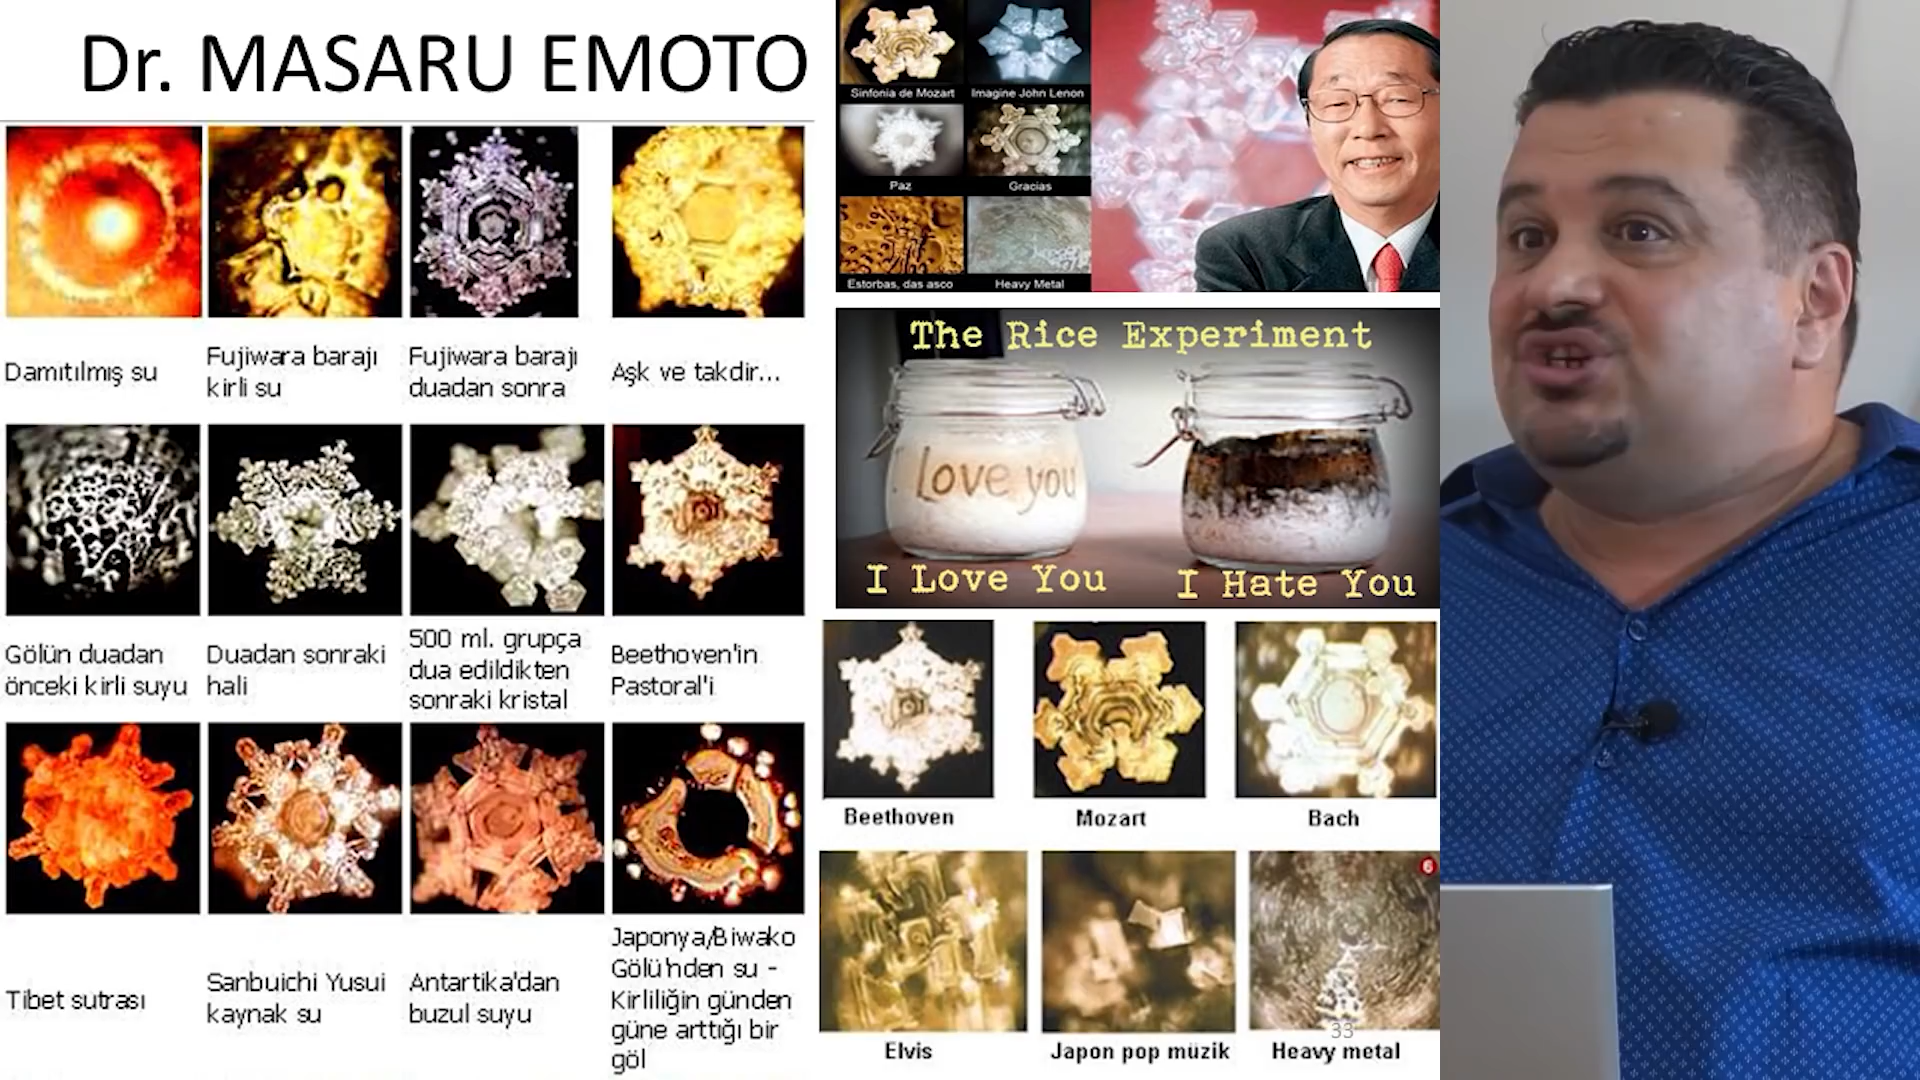 Dr. MASARU EMOTO
Damıtılmış su
Fujiwara barajı
kirli su
Fujiwara barajı
duadan sonra
Aşk ve takdir...
Gölün duadan
önceki kirli suyu
Duadan sonraki
hali
500 ml. grupça
dua edildikten
sonraki kristal
Beethoven'in
Pastoral'i
Tibet sutrası
Sanbuichi Yusui
kaynak su
Antartika'dan
buzul suyu
Japonya/Biwako
Gölü'nden su -
Kirliliğin günden
güne arttığı bir
göl
Sinfonia de Mozart
Imagine John Lenon
Paz
Gracias
Estorbas, das asco
Heavy Metal
The Rice Experiment
Love you
I Love You
I Hate You
Beethoven
Mozart
Bach
6
Elvis
Japon pop müzik
Heavy metal
33